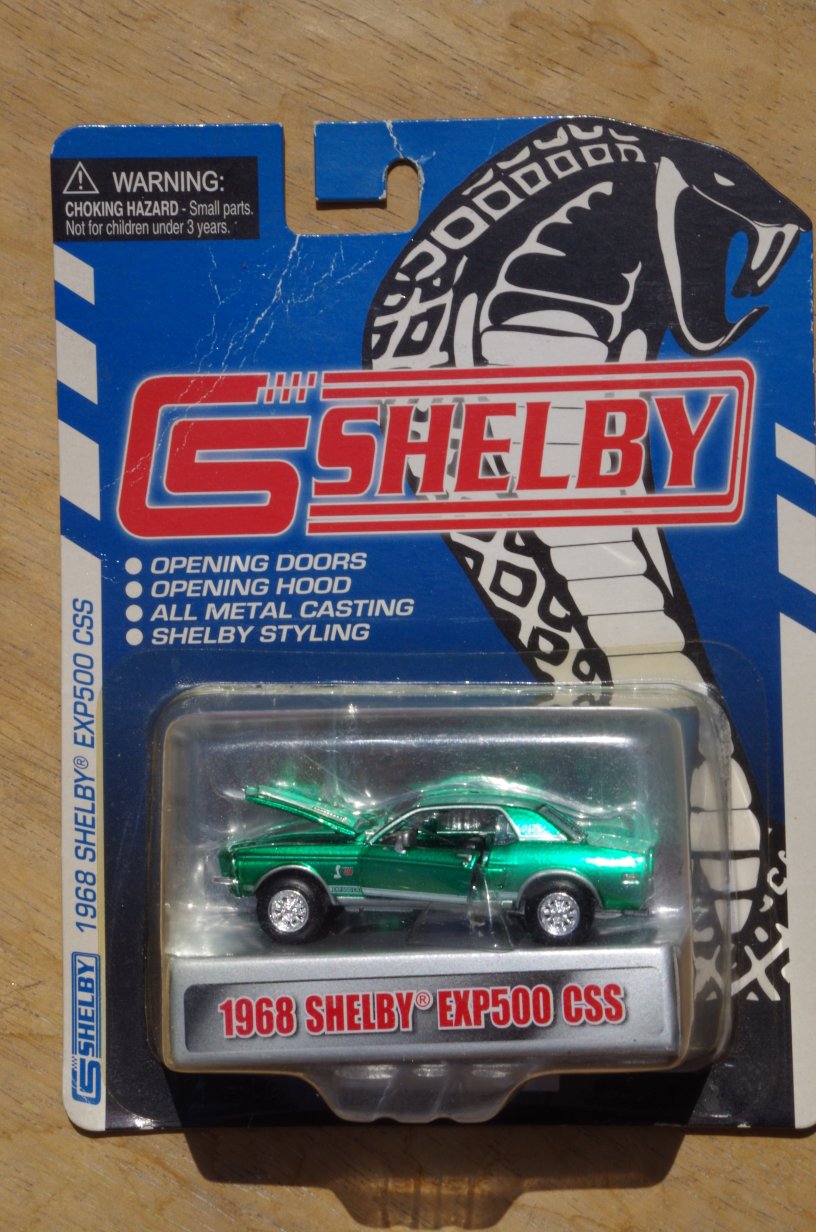 WARNING:
CHOKING HAZARD - Small parts.
Not for children under 3 years.
SHELBY
OPENING DOORS
OPENING HOOD
ALL METAL CASTING
SHELBY STYLING
SHELBY 1968 SHELBY® EXP500 CSS
1968 SHELBY® EXP500 CSS